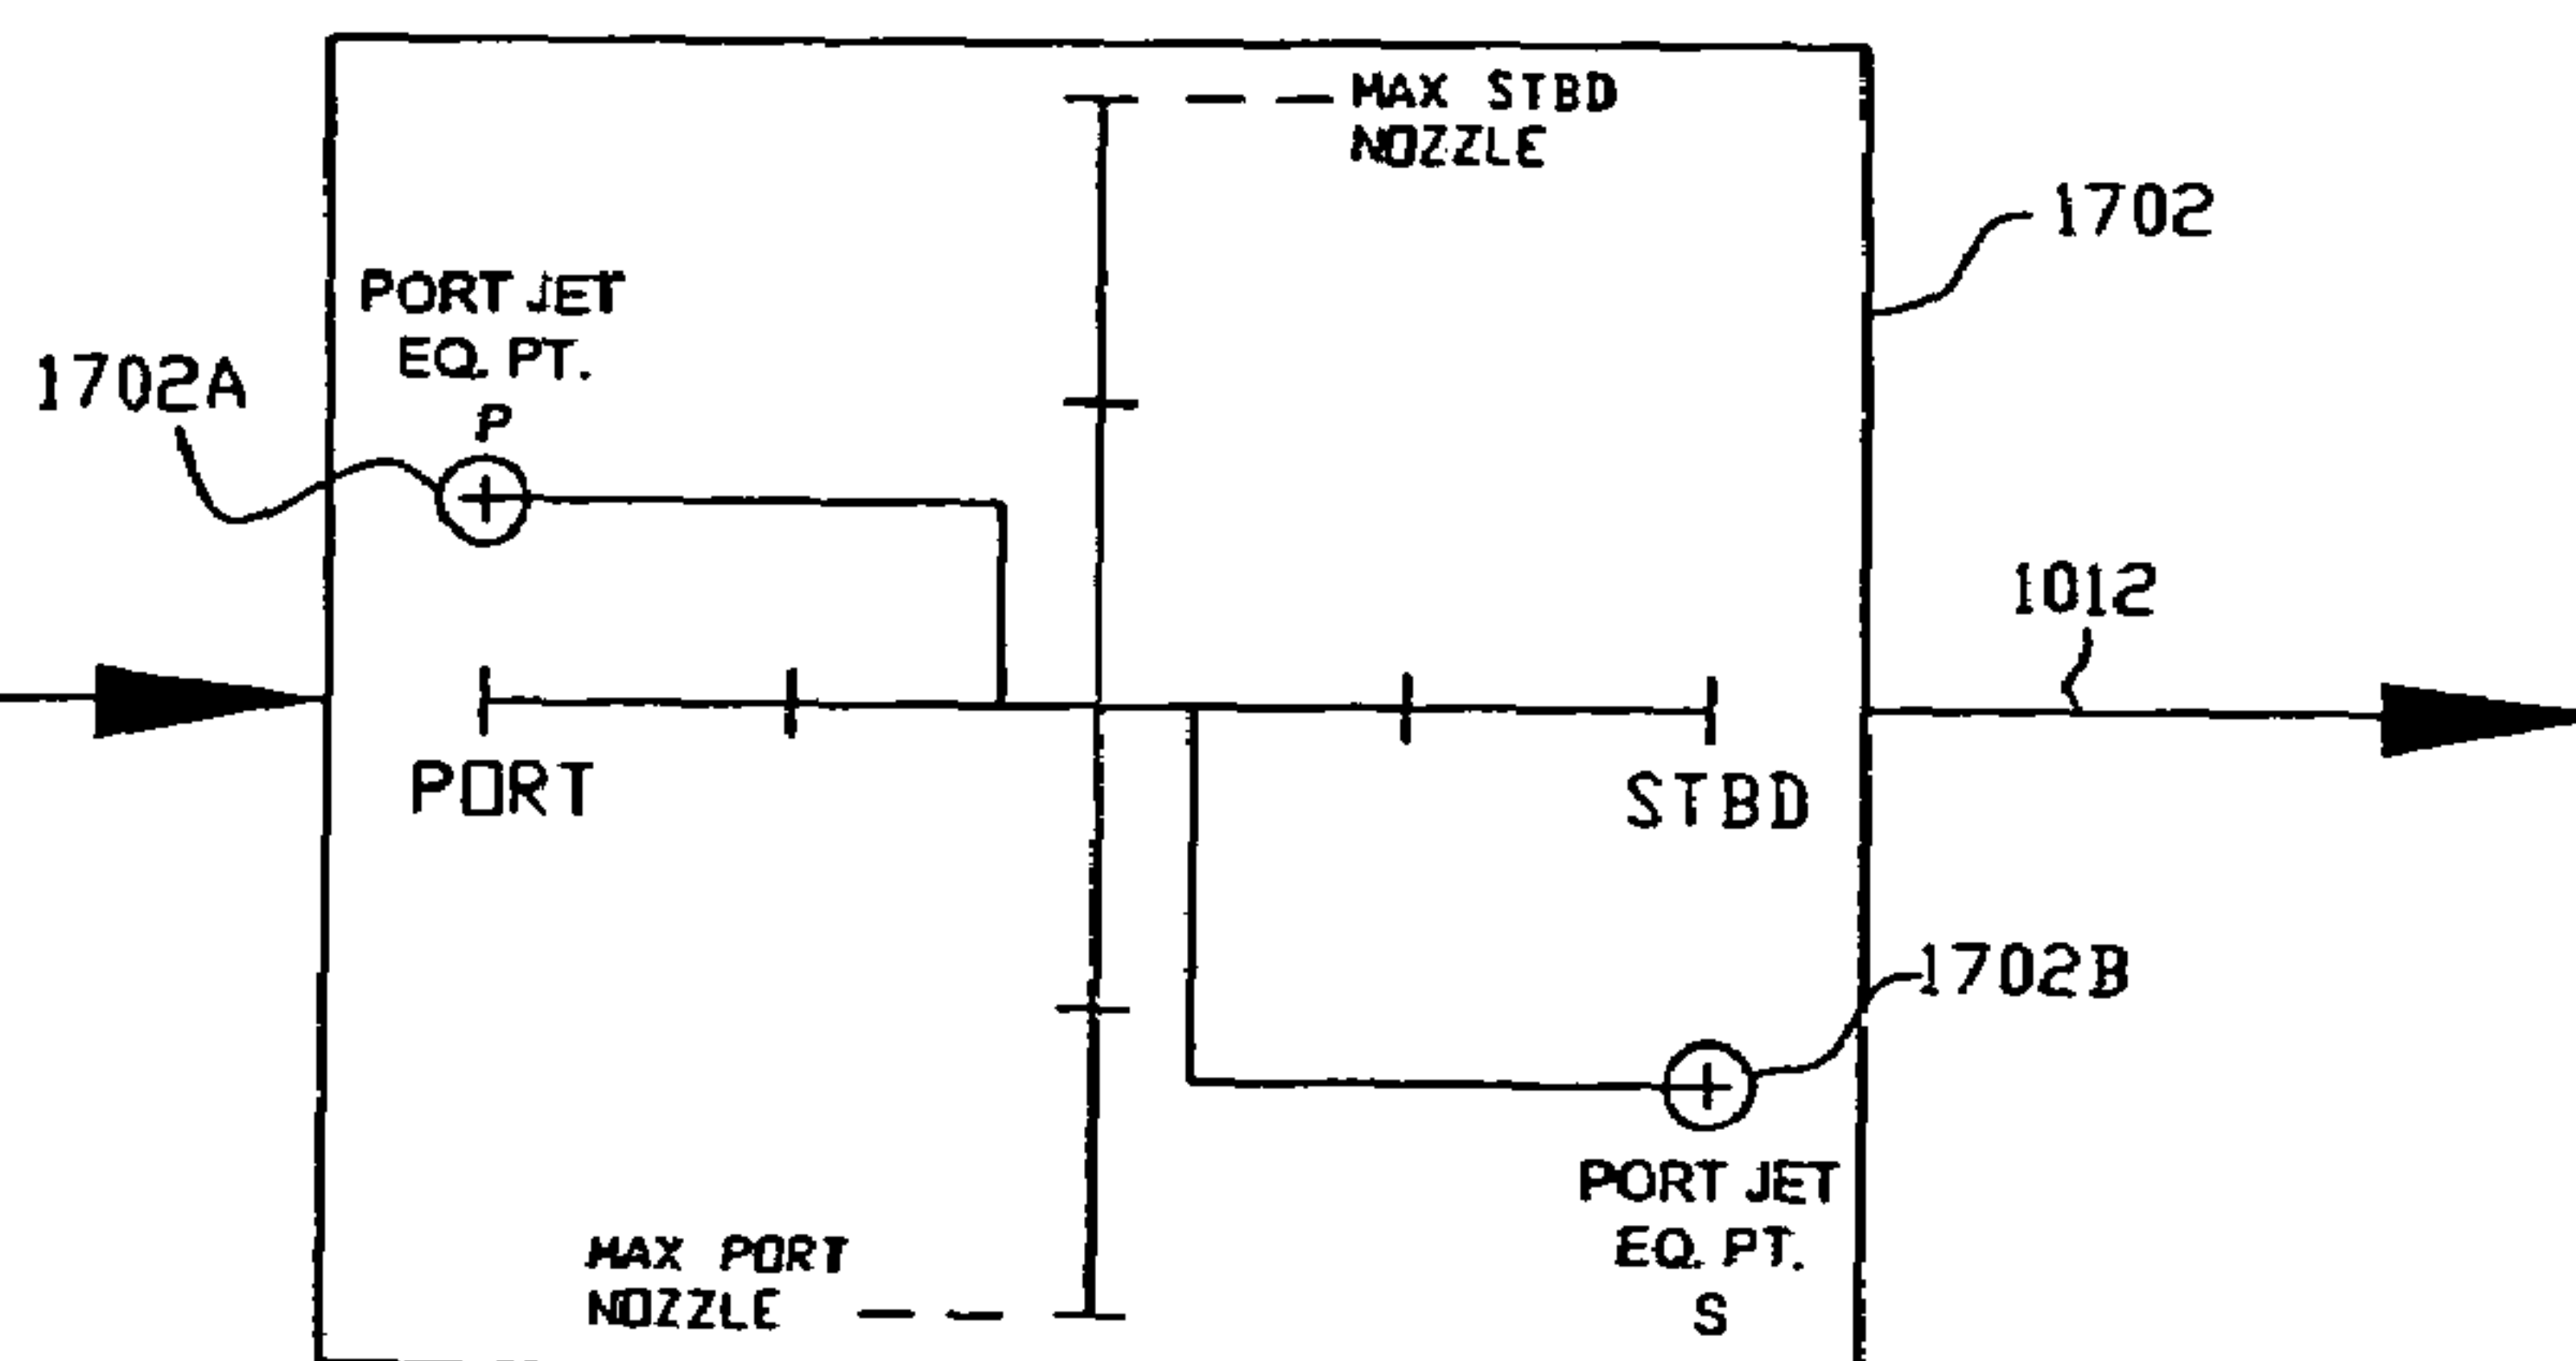 MAX STBD
NOZZLE
1702
PORT JET
EQ. PT.
P
1702A
1012
PORT
STBD
1702B
PORT JET
EQ. PT.
S
MAX PORT
NOZZLE